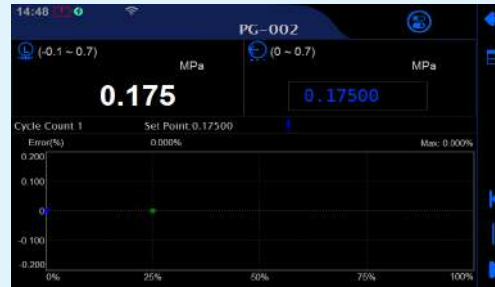 14:48
PG-002
(-0.1 ~ 0.7)
MPa
0.175
(0 ~ 0.7)
MPa
0.17500
Cycle Count 1 Set Point:0.17500
Error(%) 0.000% Max: 0.000%
0.200
0.100
0
-0.100
-0.200
0% 25% 50% 75% 100%